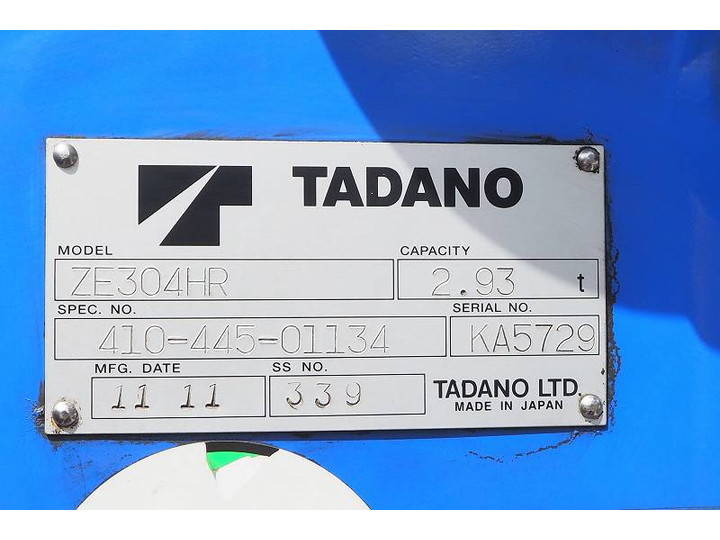 TADANO
MODEL CAPACITY
ZE304HR 2.93 t
SPEC. NO. SERIAL NO.
410-445-01134 KA5729
MFG. DATE SS NO.
11 11 339 TADANO LTD.
MADE IN JAPAN